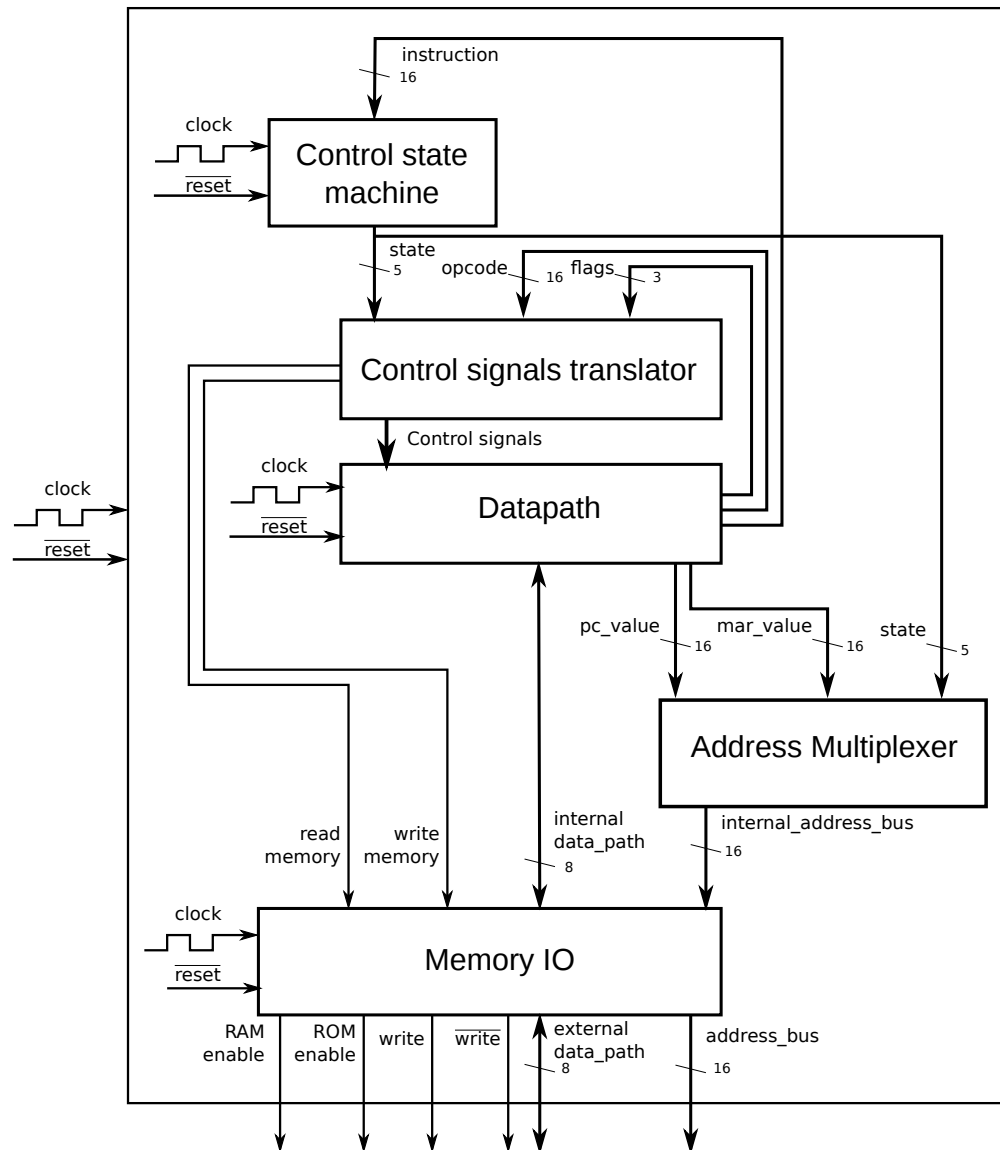 instruction
16
clock
reset
Control state
machine
state
5
opcode
16
flags
3
Control signals translator
Control signals
clock
reset
Datapath
clock
reset
pc_value
16
mar_value
16
state
5
Address Multiplexer
internal_address_bus
16
read
memory
write
memory
internal
data_path
8
clock
reset
Memory IO
RAM
enable
ROM
enable
write
write
external
data_path
8
address_bus
16